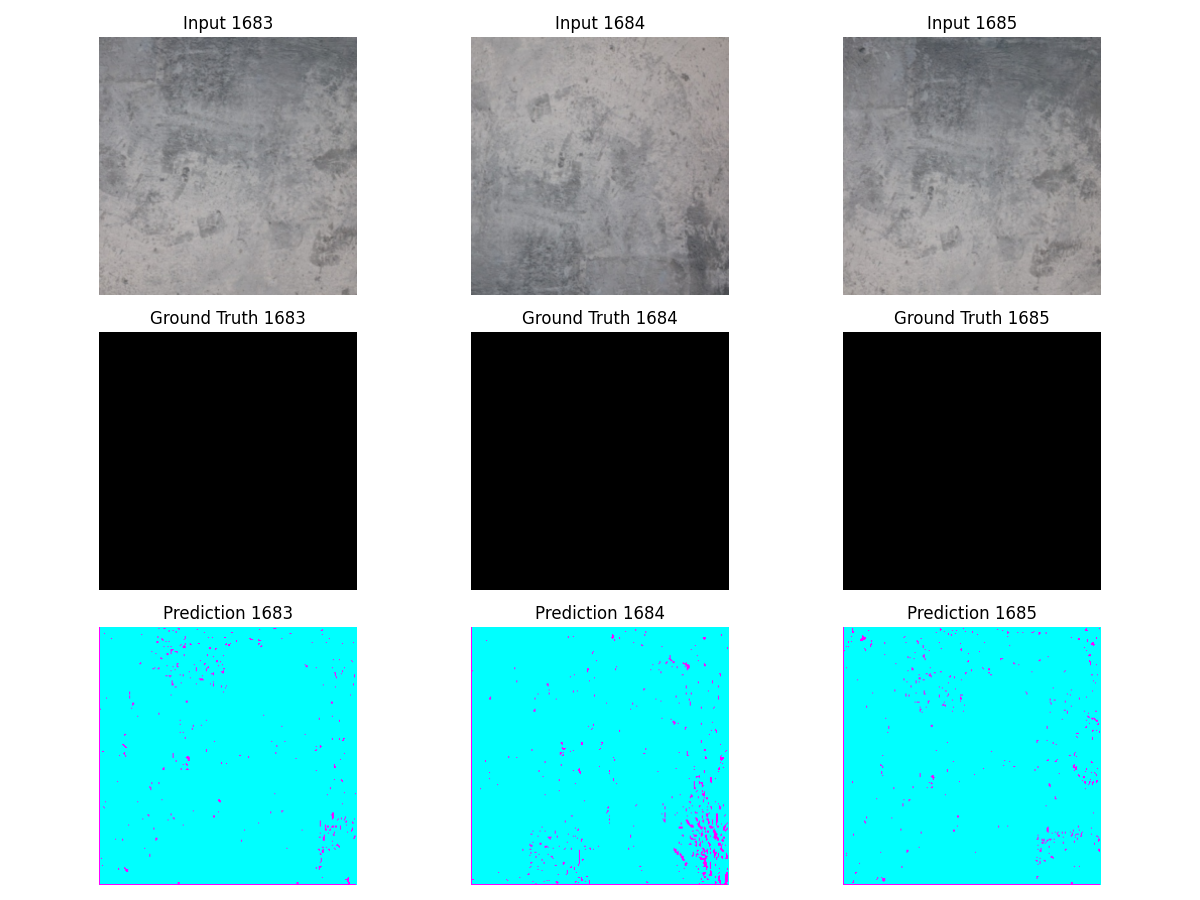 Input 1683
Input 1684
Input 1685
Ground Truth 1683
Ground Truth 1684
Ground Truth 1685
Prediction 1683
Prediction 1684
Prediction 1685